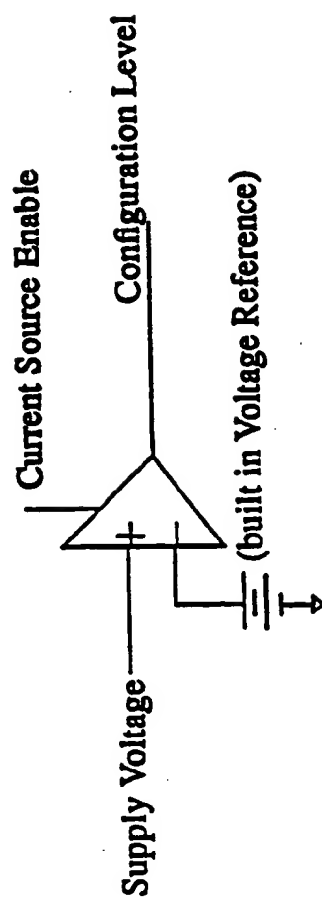 Current Source Enable
Configuration Level
Supply Voltage
+
−
(built in Voltage Reference)